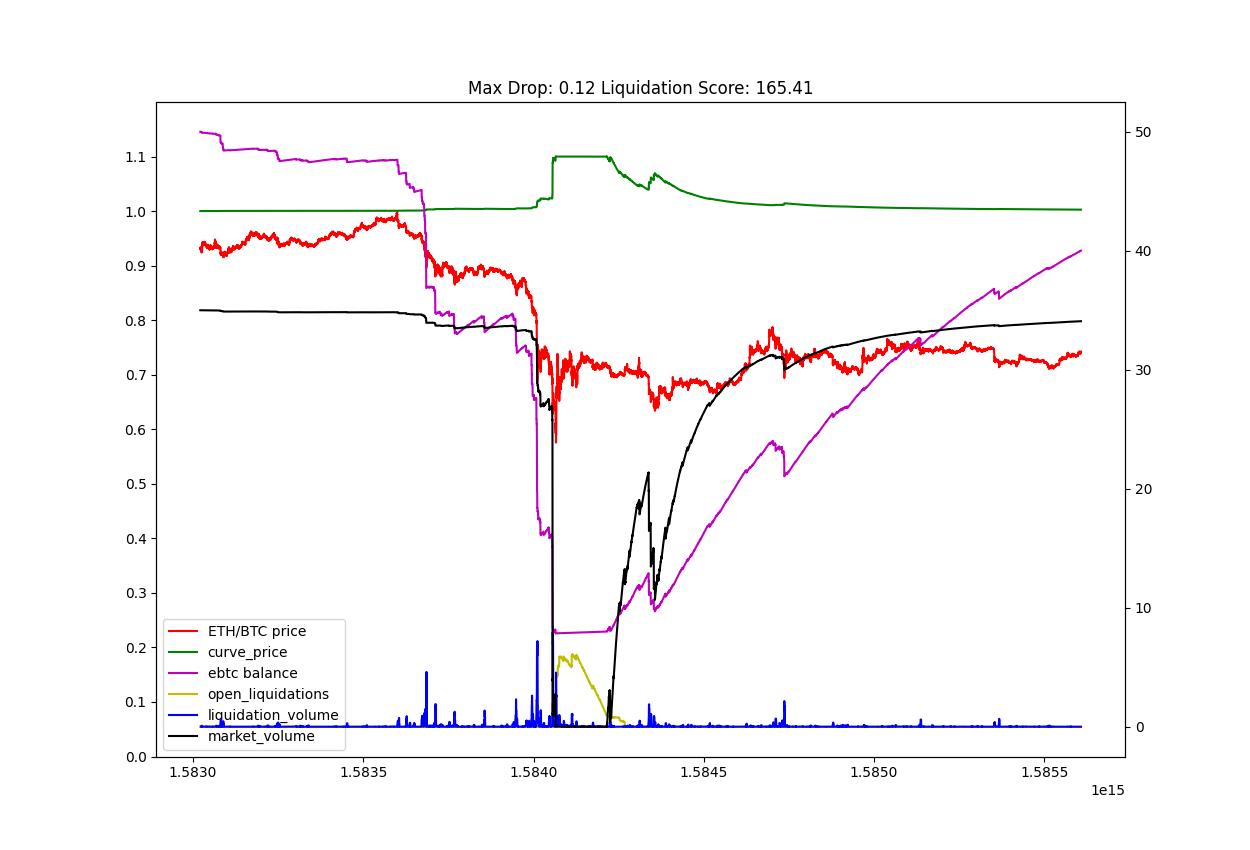 Max Drop: 0.12 Liquidation Score: 165.41
1.1
1.0
0.9
0.8
0.7
0.6
0.5
0.4
0.3
0.2
0.1
0.0
50
40
30
20
10
0
ETH/BTC price
curve_price
ebtc balance
open_liquidations
liquidation_volume
market_volume
1.5830 1.5835 1.5840 1.5845 1.5850 1.5855
1e15